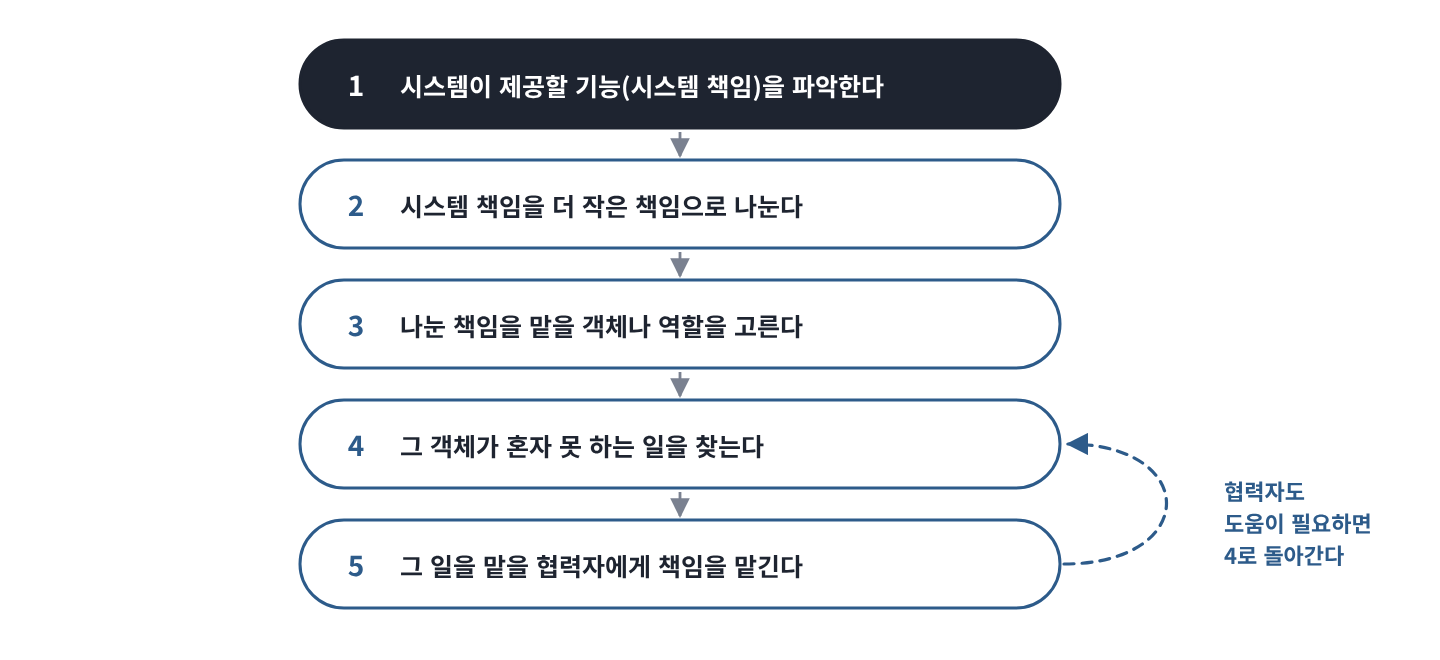 1 시스템이 제공할 기능(시스템 책임)을 파악한다
2 시스템 책임을 더 작은 책임으로 나눈다
3 나눈 책임을 맡을 객체나 역할을 고른다
4 그 객체가 혼자 못 하는 일을 찾는다
5 그 일을 맡을 협력자에게 책임을 맡긴다
협력자도
도움이 필요하면
4로 돌아간다